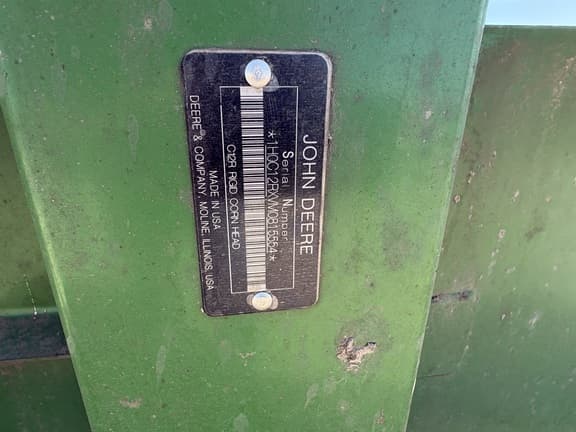 JOHN DEERE
Serial Number
*1H0C12RXVM0815554*
C12R RIGID CORN HEAD
MADE IN USA
DEERE & COMPANY, MOLINE, ILLINOIS, USA